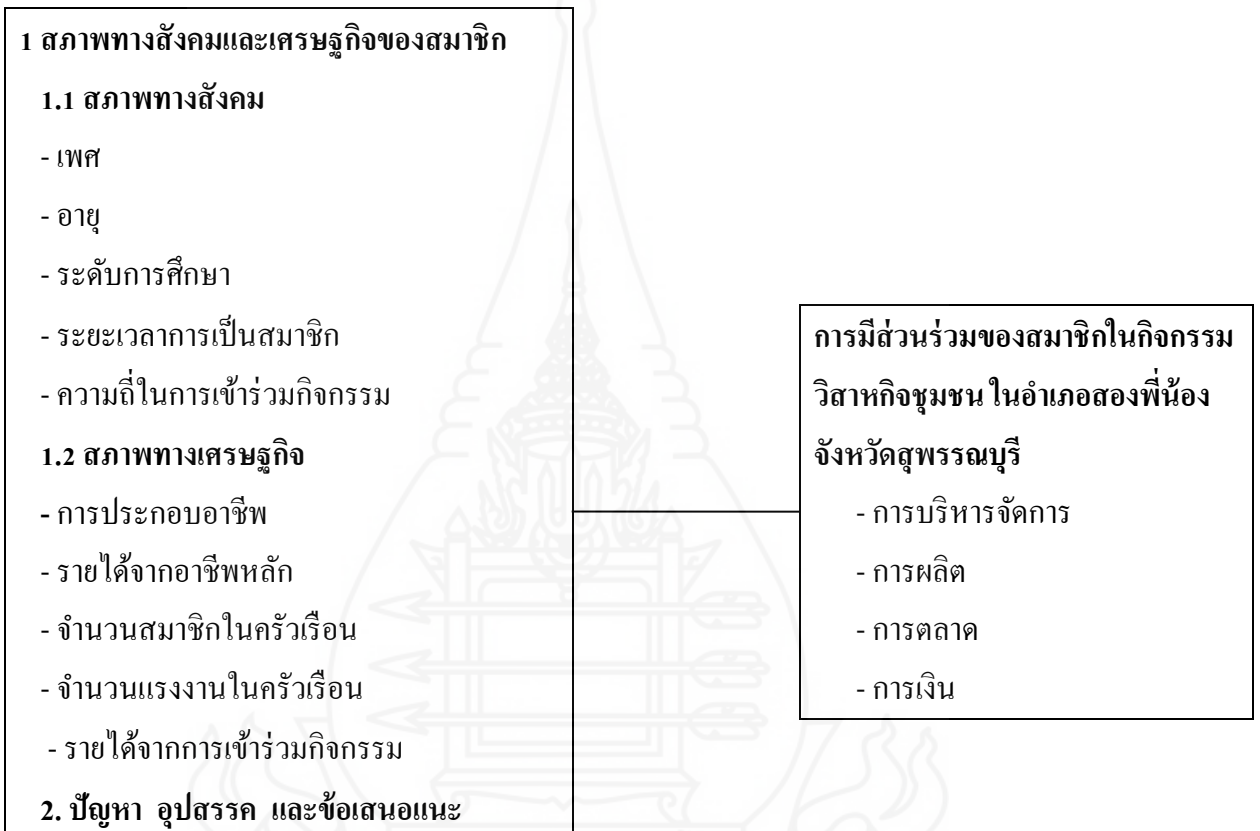 1 สภาพทางสังคมและเศรษฐกิจของสมาชิก
1.1 สภาพทางสังคม
- เพศ
- อายุ
- ระดับการศึกษา
- ระยะเวลาการเป็นสมาชิก
- ความถี่ในการเข้าร่วมกิจกรรม
1.2 สภาพทางเศรษฐกิจ
- การประกอบอาชีพ
- รายได้จากอาชีพหลัก
- จำนวนสมาชิกในครัวเรือน
- จำนวนแรงงานในครัวเรือน
- รายได้จากการเข้าร่วมกิจกรรม
2. ปัญหา อุปสรรค และข้อเสนอแนะ
การมีส่วนร่วมของสมาชิกในกิจกรรม
วิสาหกิจชุมชน ในอำเภอสองพี่น้อง
จังหวัดสุพรรณบุรี
- การบริหารจัดการ
- การผลิต
- การตลาด
- การเงิน